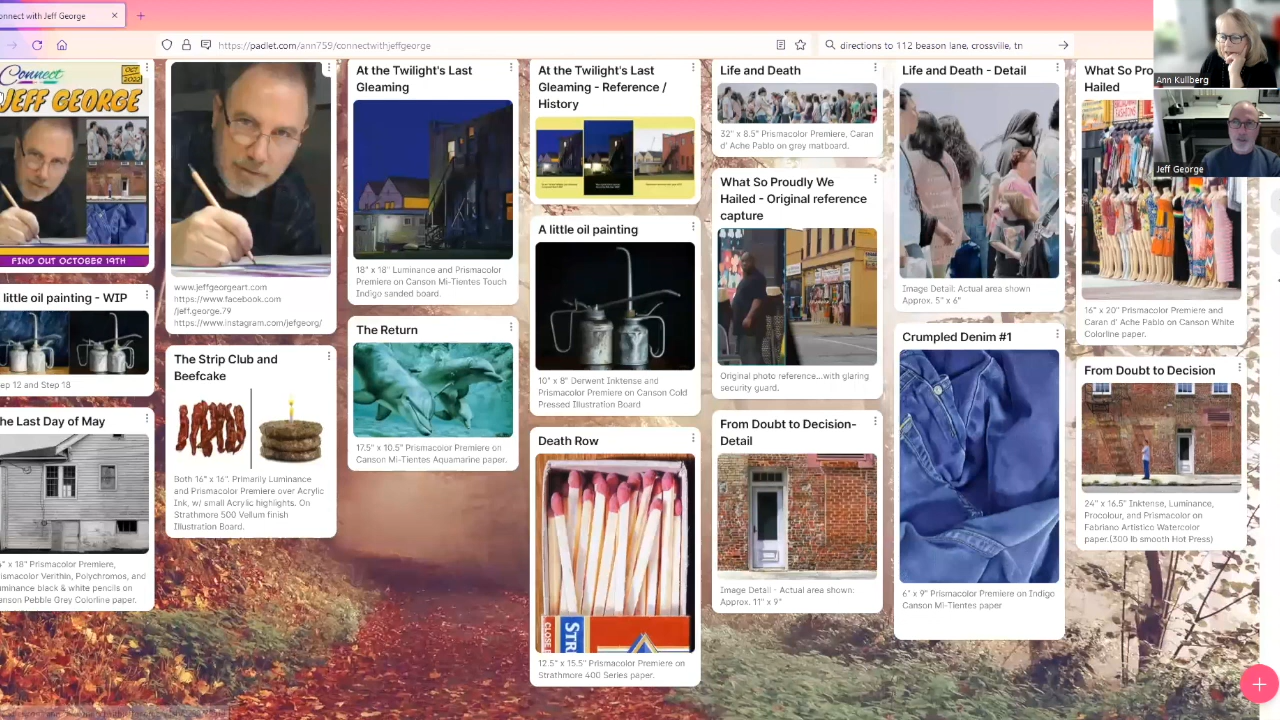 onnect with Jeff George
https://padlet.com/ann759/connectwithjeffgeorge
directions to 112 beason lane, crossville, tn
Ann Kullberg
Jeff George
Connect
OCT
2022
JEFF GEORGE
FIND OUT OCTOBER 19TH
little oil painting - WIP
ep 12 and Step 18
he Last Day of May
" x 18" Prismacolor Premiere,
ismacolor Verithin, Polychromos, and
minance black & white pencils on
anson Pebble Grey Colorline paper.
www.jeffgeorgeart.com
https://www.facebook.com
/jeff.george.79
https://www.instagram.com/jefgeorg/
The Strip Club and
Beefcake
Both 16" x 16". Primarily Luminance
and Prismacolor Premiere over Acrylic
Ink, w/ small Acrylic highlights. On
Strathmore 500 Vellum finish
Illustration Board.
At the Twilight's Last
Gleaming
18" x 18" Luminance and Prismacolor
Premiere on Canson Mi-Tientes Touch
Indigo sanded board.
The Return
17.5" x 10.5" Prismacolor Premiere on
Canson Mi-Tientes Aquamarine paper.
At the Twilight's Last
Gleaming - Reference /
History
A little oil painting
10" x 8" Derwent Inktense and
Prismacolor Premiere on Canson Cold
Pressed Illustration Board
Death Row
CLOSE
STR
12.5" x 15.5" Prismacolor Premiere on
Strathmore 400 Series paper.
Life and Death
32" x 8.5" Prismacolor Premiere, Caran
d' Ache Pablo on grey matboard.
What So Proudly We
Hailed - Original reference
capture
Original photo reference...with glaring
security guard.
From Doubt to Decision-
Detail
Image Detail - Actual area shown:
Approx. 11" x 9"
Life and Death - Detail
Image Detail: Actual area shown
Approx. 5" x 6"
Crumpled Denim #1
6" x 9" Prismacolor Premiere on Indigo
Canson Mi-Tientes paper
What So Pro
Hailed
16" x 20" Prismacolor Premiere and
Caran d' Ache Pablo on Canson White
Colorline paper.
From Doubt to Decision
24" x 16.5" Inktense, Luminance,
Procolour, and Prismacolor on
Fabriano Artistico Watercolor
paper.(300 lb smooth Hot Press)